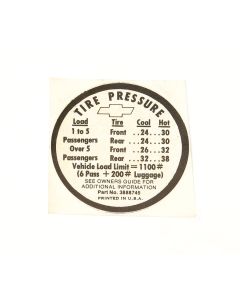 TIRE PRESSURE
Load Tire Cool Hot
1 to 5 Front ..24....30
Passengers Rear ...24....30
Over 5 Front ..26....32
Passengers Rear ...32....38
Vehicle Load Limit = 1100#
(6 Pass + 200# Luggage)
SEE OWNERS GUIDE FOR
ADDITIONAL INFORMATION
Part No. 3888745
PRINTED IN U.S.A.